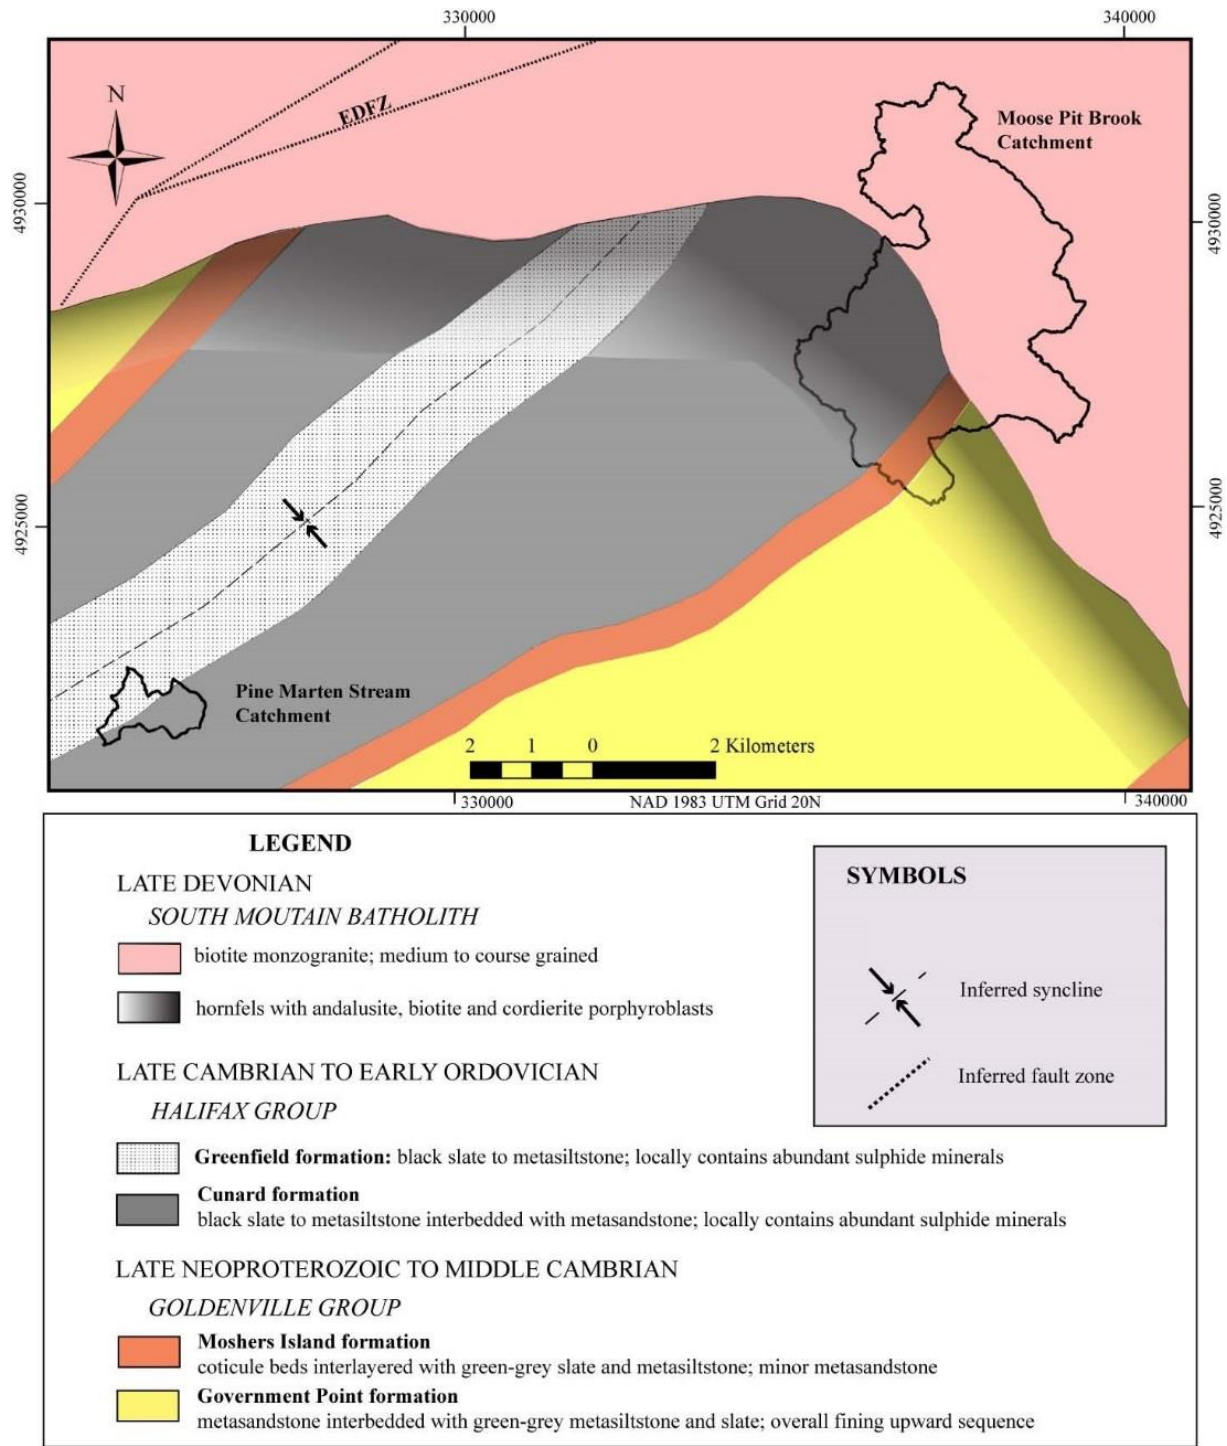 330000
340000
N
EDFZ
Moose Pit Brook
Catchment
4930000
4930000
4925000
4925000
Pine Marten Stream
Catchment
2 1 0 2 Kilometers
330000 NAD 1983 UTM Grid 20N 340000
LEGEND
LATE DEVONIAN
SOUTH MOUTAIN BATHOLITH
biotite monzogranite; medium to course grained
hornfels with andalusite, biotite and cordierite porphyroblasts
LATE CAMBRIAN TO EARLY ORDOVICIAN
HALIFAX GROUP
Greenfield formation: black slate to metasiltstone; locally contains abundant sulphide minerals
Cunard formation
black slate to metasiltstone interbedded with metasandstone; locally contains abundant sulphide minerals
LATE NEOPROTEROZOIC TO MIDDLE CAMBRIAN
GOLDENVILLE GROUP
Moshers Island formation
coticule beds interlayered with green-grey slate and metasiltstone; minor metasandstone
Government Point formation
metasandstone interbedded with green-grey metasiltstone and slate; overall fining upward sequence
SYMBOLS
Inferred syncline
Inferred fault zone